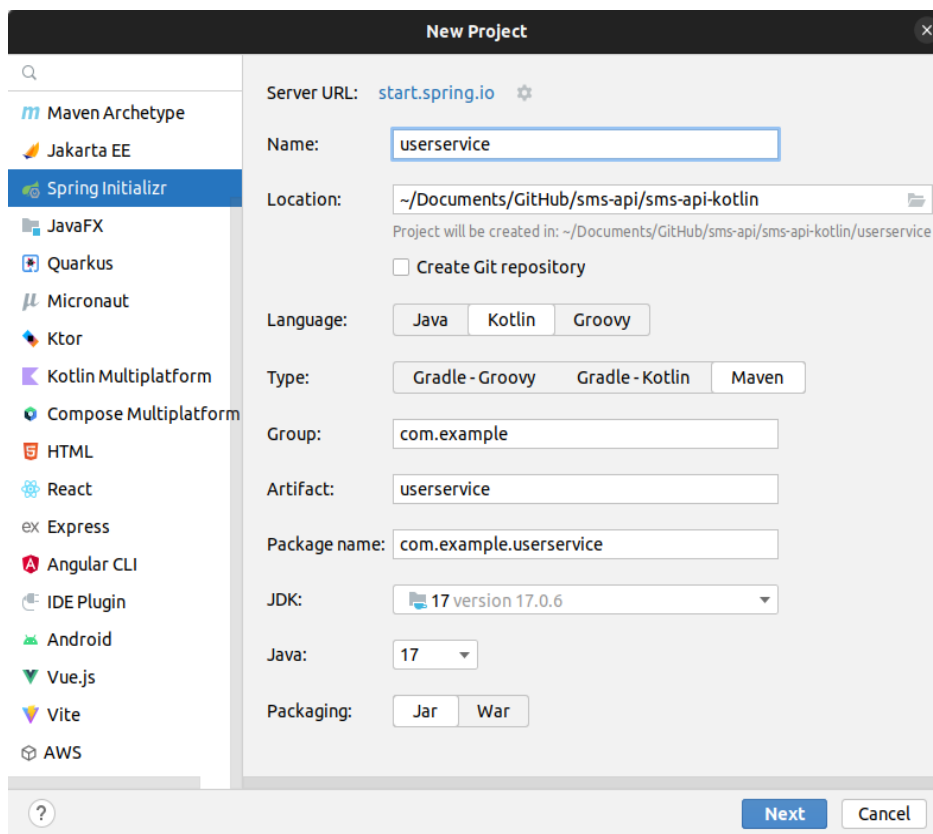 New Project
Maven Archetype
Jakarta EE
Spring Initializr
JavaFX
Quarkus
Micronaut
Ktor
Kotlin Multiplatform
Compose Multiplatform
HTML
React
ex Express
Angular CLI
IDE Plugin
Android
Vue.js
Vite
AWS
Server URL: start.spring.io
Name: userservice
Location: ~/Documents/GitHub/sms-api/sms-api-kotlin
Project will be created in: ~/Documents/GitHub/sms-api/sms-api-kotlin/userservice
Create Git repository
Language: Java Kotlin Groovy
Type: Gradle - Groovy Gradle - Kotlin Maven
Group: com.example
Artifact: userservice
Package name: com.example.userservice
JDK: 17 version 17.0.6
Java: 17
Packaging: Jar War
? Next Cancel